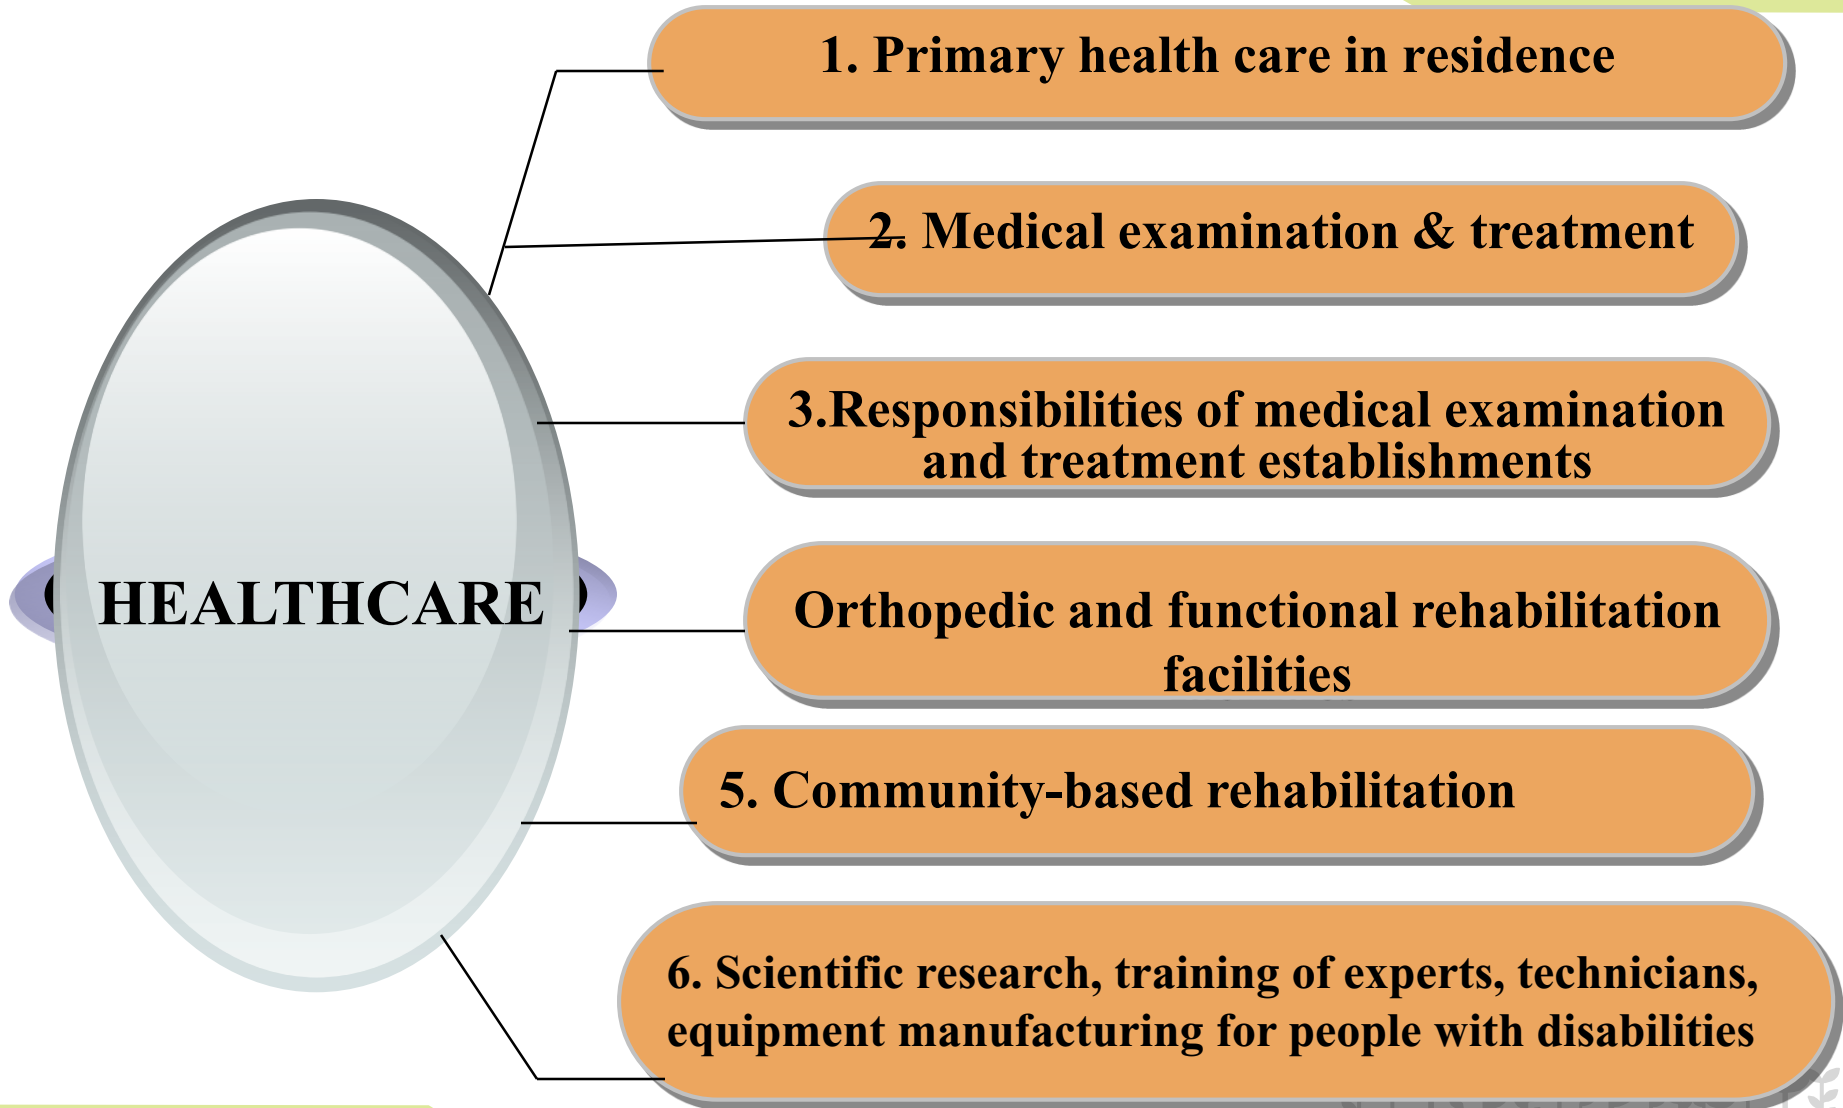 1. Primary health care in residence
2. Medical examination & treatment
3.Responsibilities of medical examination
and treatment establishments
HEALTHCARE
Orthopedic and functional rehabilitation
facilities
5. Community-based rehabilitation
6. Scientific research, training of experts, technicians,
equipment manufacturing for people with disabilities